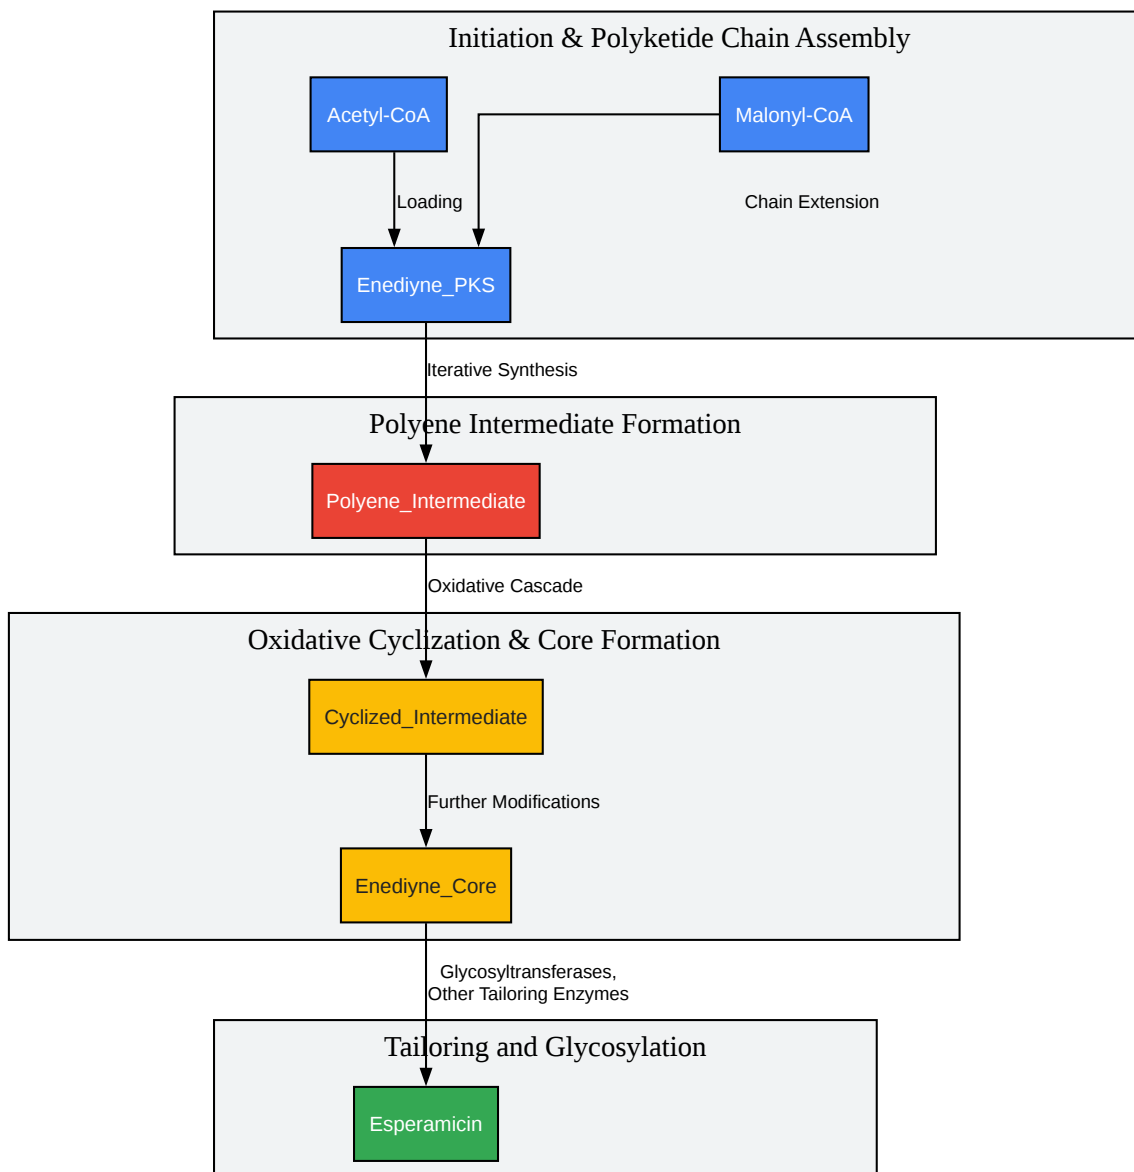 Initiation & Polyketide Chain Assembly
Acetyl-CoA
Malonyl-CoA
Loading
Chain Extension
Enediyne_PKS
Iterative Synthesis
Polyene Intermediate Formation
Polyene_Intermediate
Oxidative Cascade
Oxidative Cyclization & Core Formation
Cyclized_Intermediate
Further Modifications
Enediyne_Core
Glycosyltransferases,
Other Tailoring Enzymes
Tailoring and Glycosylation
Esperamicin